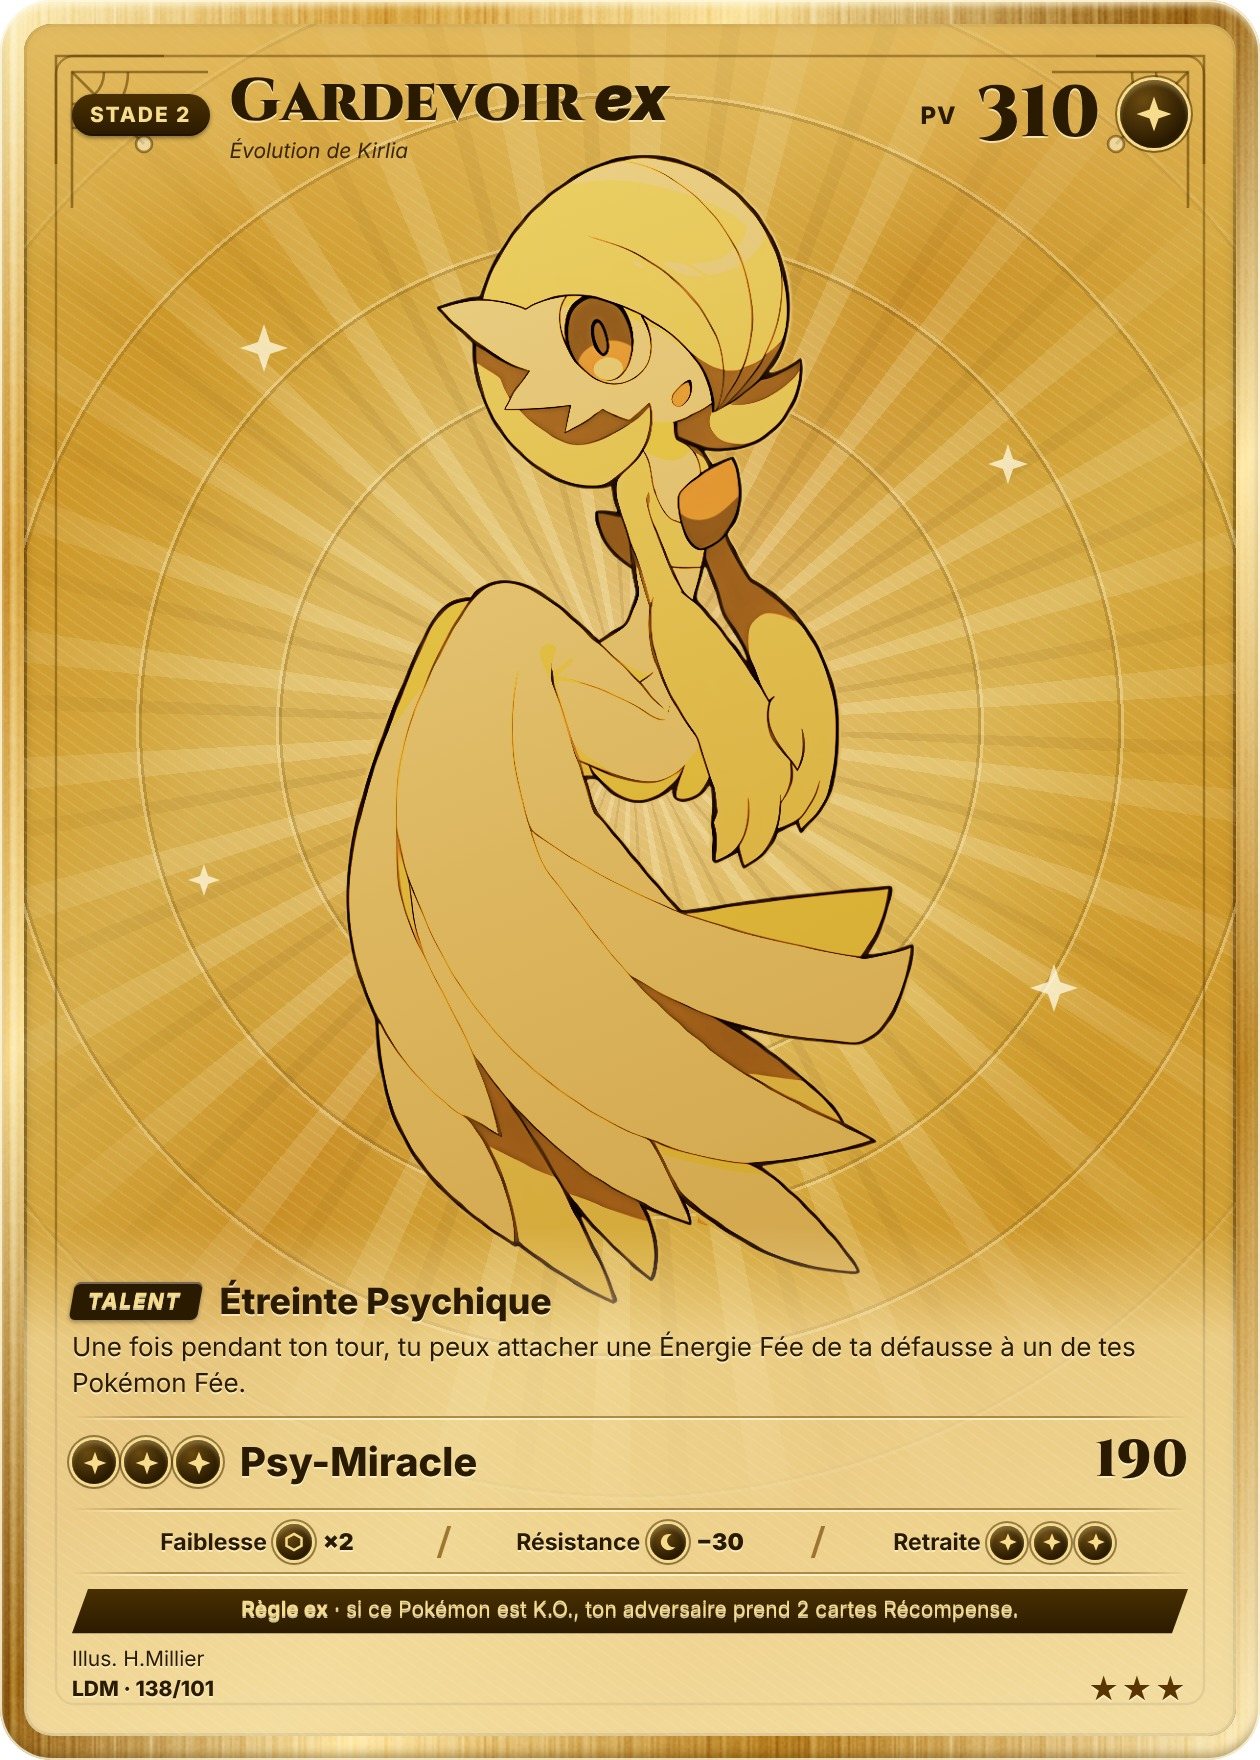 STADE 2
GARDEVOIR ex
PV 310
Évolution de Kirlia
TALENT Étreinte Psychique
Une fois pendant ton tour, tu peux attacher une Énergie Fée de ta défausse à un de tes
Pokémon Fée.
Psy-Miracle 190
Faiblesse ×2 / Résistance −30 / Retraite
Règle ex · si ce Pokémon est K.O., ton adversaire prend 2 cartes Récompense.
Illus. H.Millier
LDM · 138/101 ★★★